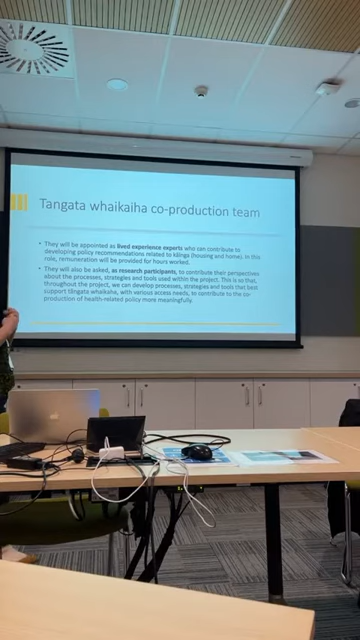 Tangata whaikaiha co-production team
• They will be appointed as lived experience experts who can contribute to
developing policy recommendations related to kāinga (housing and home). In this
role, remuneration will be provided for hours worked.
• They will also be asked, as research participants, to contribute their perspectives
about the processes, strategies and tools used within the project. This is so that,
throughout the project, we can develop processes, strategies and tools that best
support tāngata whaikaha, with various access needs, to contribute to the co-
production of health-related policy more meaningfully.